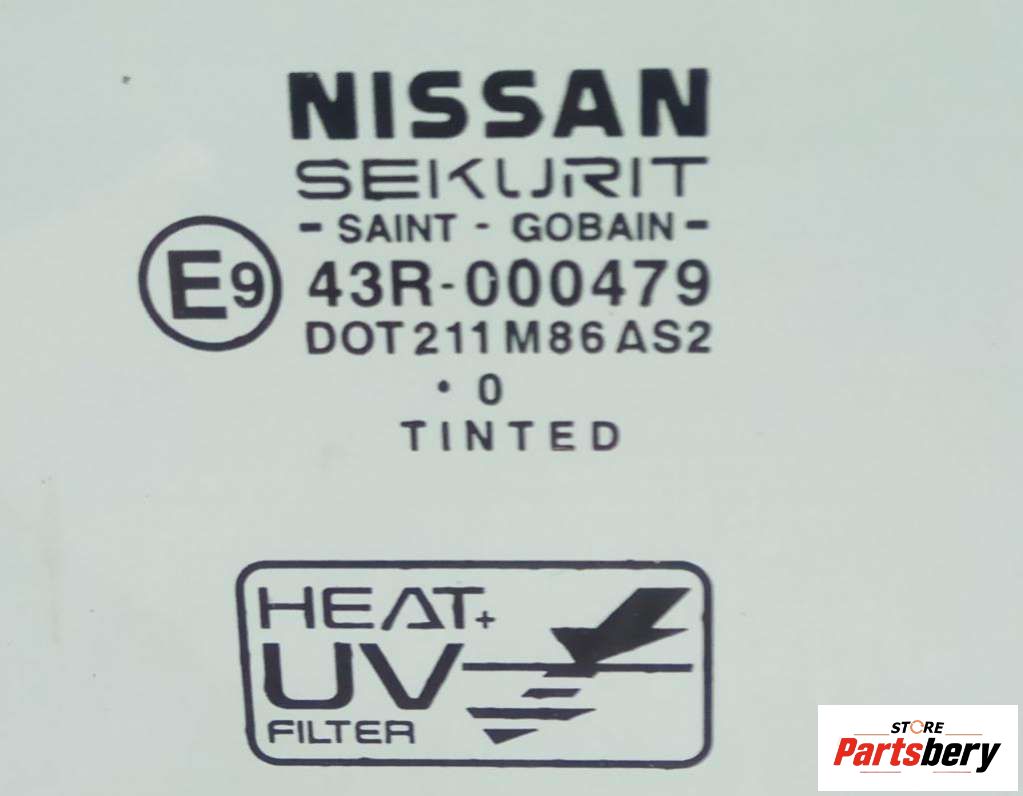 NISSAN
SEKURIT
- SAINT - GOBAIN -
E9
43R-000479
DOT 211 M86 AS2
• 0
TINTED
HEAT+
UV
FILTER
STORE
Partsbery